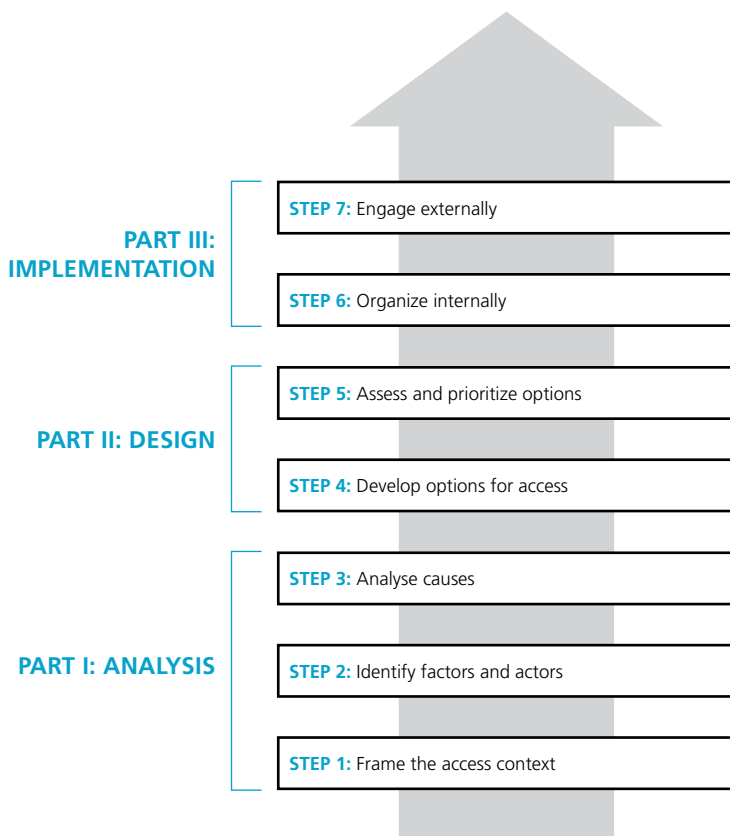 STEP 7: Engage externally
PART III:
IMPLEMENTATION
STEP 6: Organize internally
STEP 5: Assess and prioritize options
PART II: DESIGN
STEP 4: Develop options for access
STEP 3: Analyse causes
PART I: ANALYSIS
STEP 2: Identify factors and actors
STEP 1: Frame the access context